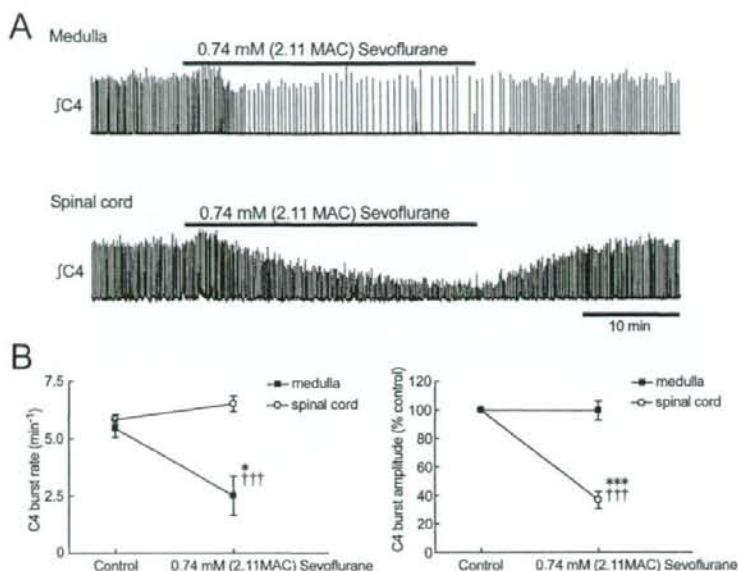 A
Medulla
0.74 mM (2.11 MAC) Sevoflurane
∫C4
Spinal cord
0.74 mM (2.11 MAC) Sevoflurane
∫C4
10 min
B
7.5
5.0
2.5
0
C4 burst rate (min⁻¹)
medulla
spinal cord
*
†††
Control
0.74 mM (2.11 MAC) Sevoflurane
120
100
80
60
40
20
0
C4 burst amplitude (% control)
medulla
spinal cord
***
†††
Control
0.74 mM (2.11MAC) Sevoflurane